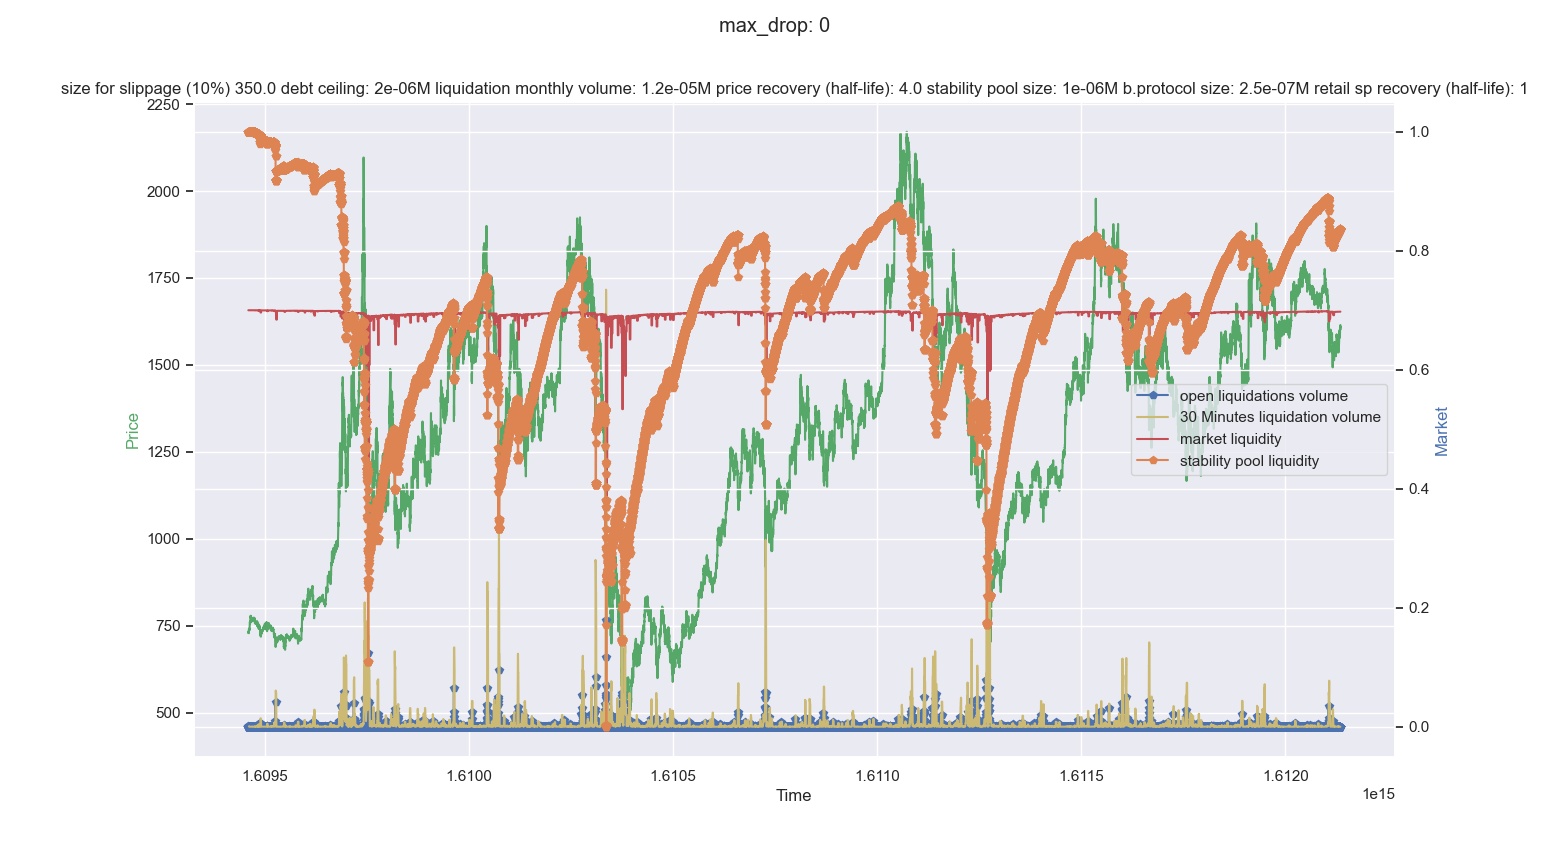 max_drop: 0
size for slippage (10%) 350.0 debt ceiling: 2e-06M liquidation monthly volume: 1.2e-05M price recovery (half-life): 4.0 stability pool size: 1e-06M b.protocol size: 2.5e-07M retail sp recovery (half-life): 1
2250
2000
1750
1500
1250
1000
750
500
Price
1.0
0.8
0.6
0.4
0.2
0.0
Market
open liquidations volume
30 Minutes liquidation volume
market liquidity
stability pool liquidity
1.6095 1.6100 1.6105 1.6110 1.6115 1.6120
1e15
Time